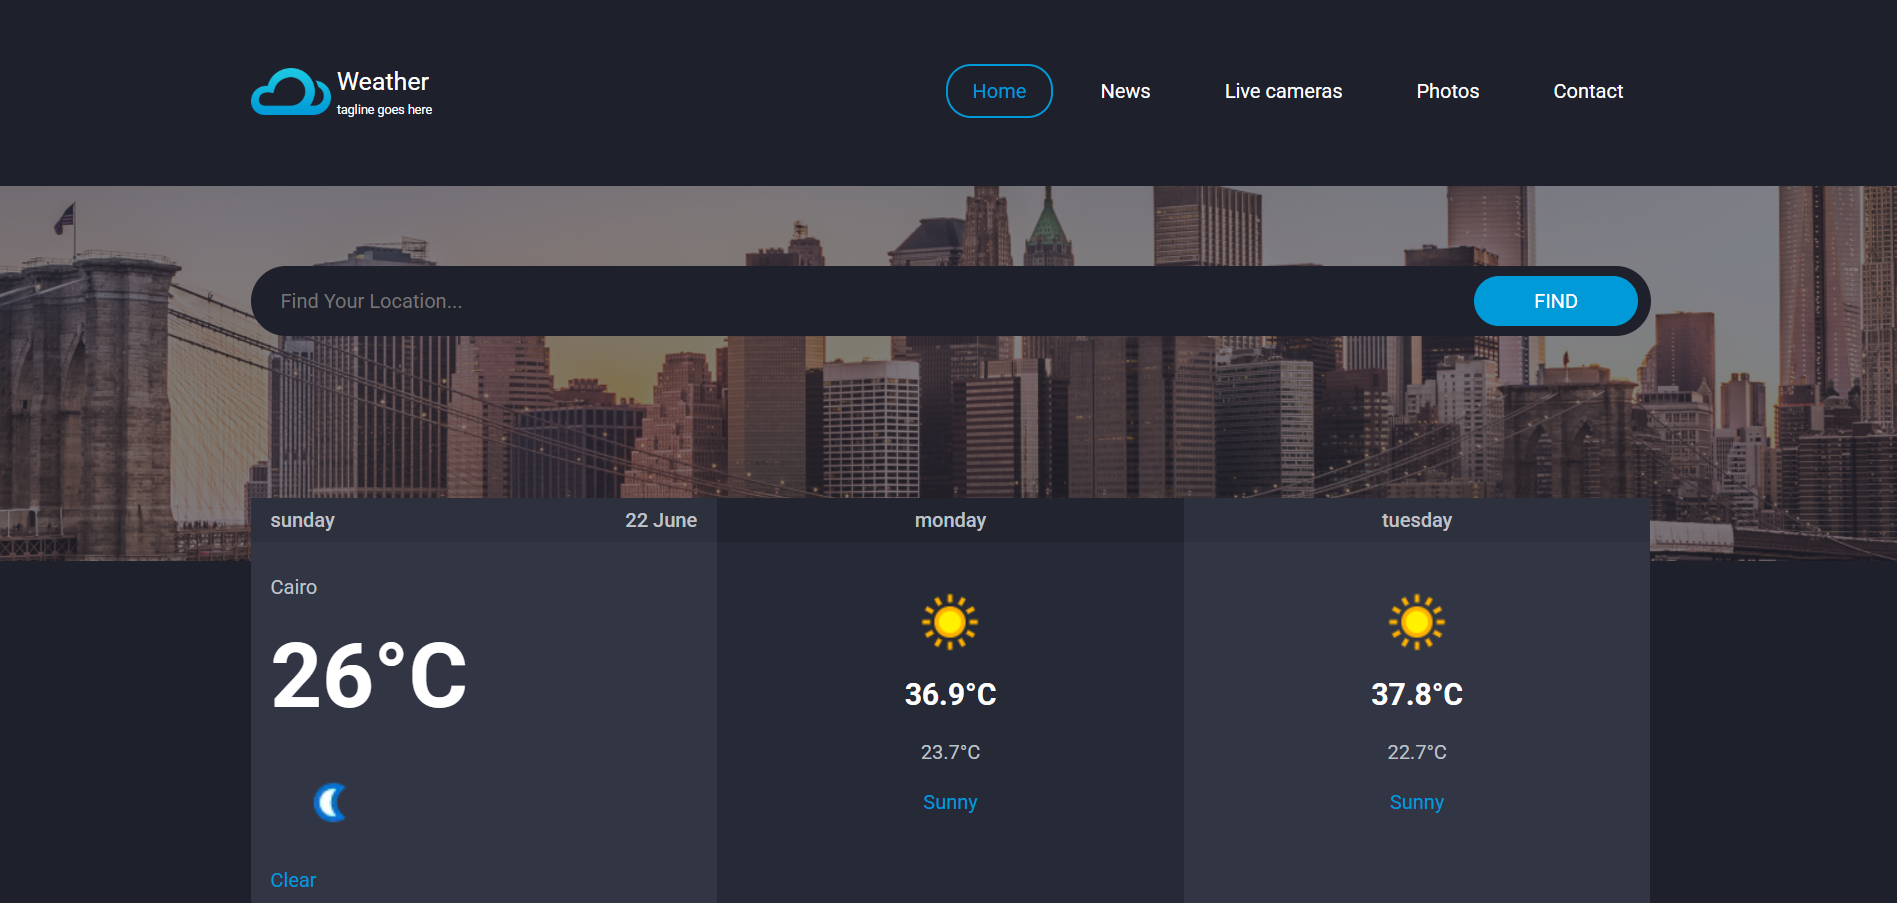 Weather
tagline goes here
Home News Live cameras Photos Contact
Find Your Location... FIND
sunday 22 June monday tuesday
Cairo
26°C
36.9°C 37.8°C
23.7°C 22.7°C
Sunny Sunny
Clear